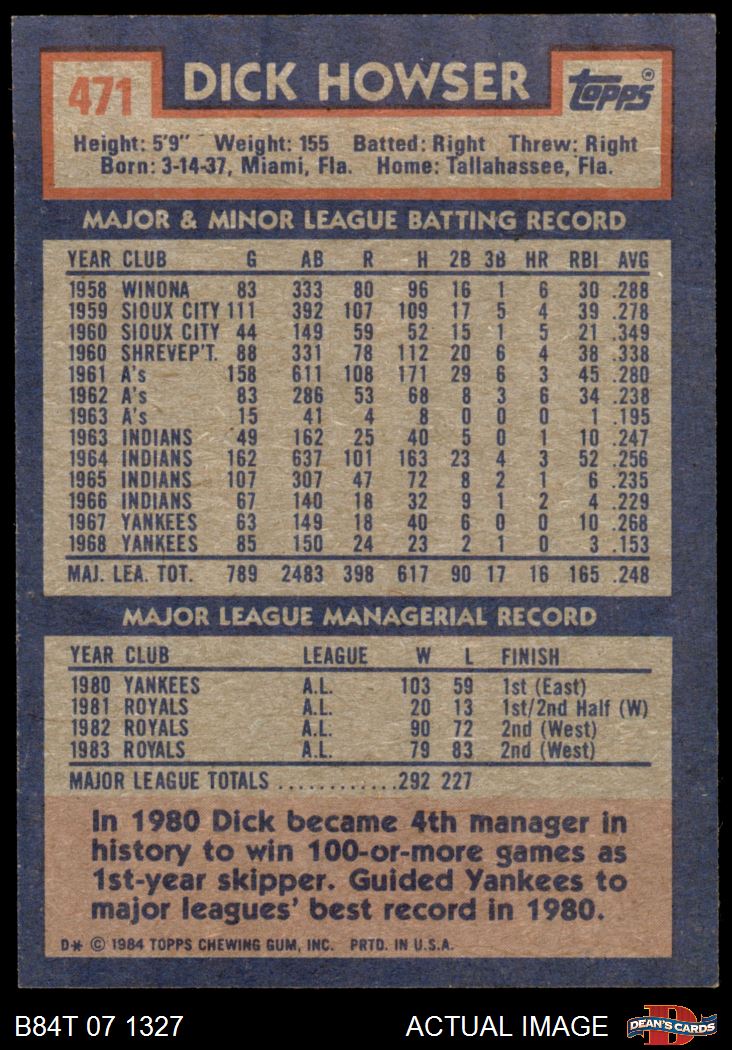 471 DICK HOWSER Topps®
Height: 5'9" Weight: 155 Batted: Right Threw: Right
Born: 3-14-37, Miami, Fla. Home: Tallahassee, Fla.
MAJOR & MINOR LEAGUE BATTING RECORD
YEAR CLUB G AB R H 2B 3B HR RBI AVG
1958 WINONA 83 333 80 96 16 1 6 30 .288
1959 SIOUX CITY 111 392 107 109 17 5 4 39 .278
1960 SIOUX CITY 44 149 59 52 15 1 5 21 .349
1960 SHREVEP'T. 88 331 78 112 20 6 4 38 .338
1961 A's 158 611 108 171 29 6 3 45 .280
1962 A's 83 286 53 68 8 3 6 34 .238
1963 A's 15 41 4 8 0 0 0 1 .195
1963 INDIANS 49 162 25 40 5 0 1 10 .247
1964 INDIANS 162 637 101 163 23 4 3 52 .256
1965 INDIANS 107 307 47 72 8 2 1 6 .235
1966 INDIANS 67 140 18 32 9 1 2 4 .229
1967 YANKEES 63 149 18 40 6 0 0 10 .268
1968 YANKEES 85 150 24 23 2 1 0 3 .153
MAJ. LEA. TOT. 789 2483 398 617 90 17 16 165 .248
MAJOR LEAGUE MANAGERIAL RECORD
YEAR CLUB LEAGUE W L FINISH
1980 YANKEES A.L. 103 59 1st (East)
1981 ROYALS A.L. 20 13 1st/2nd Half (W)
1982 ROYALS A.L. 90 72 2nd (West)
1983 ROYALS A.L. 79 83 2nd (West)
MAJOR LEAGUE TOTALS ............292 227
In 1980 Dick became 4th manager in
history to win 100-or-more games as
1st-year skipper. Guided Yankees to
major leagues' best record in 1980.
D* © 1984 TOPPS CHEWING GUM, INC. PRTD. IN U.S.A.
B84T 07 1327 ACTUAL IMAGE D DEAN'S CARDS